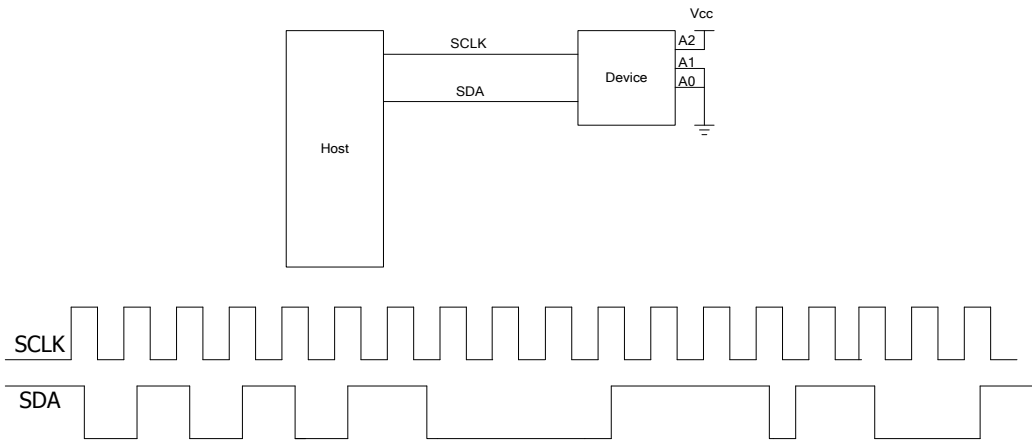 Vcc
SCLK
A2
A1
Device
A0
SDA
Host
SCLK
SDA